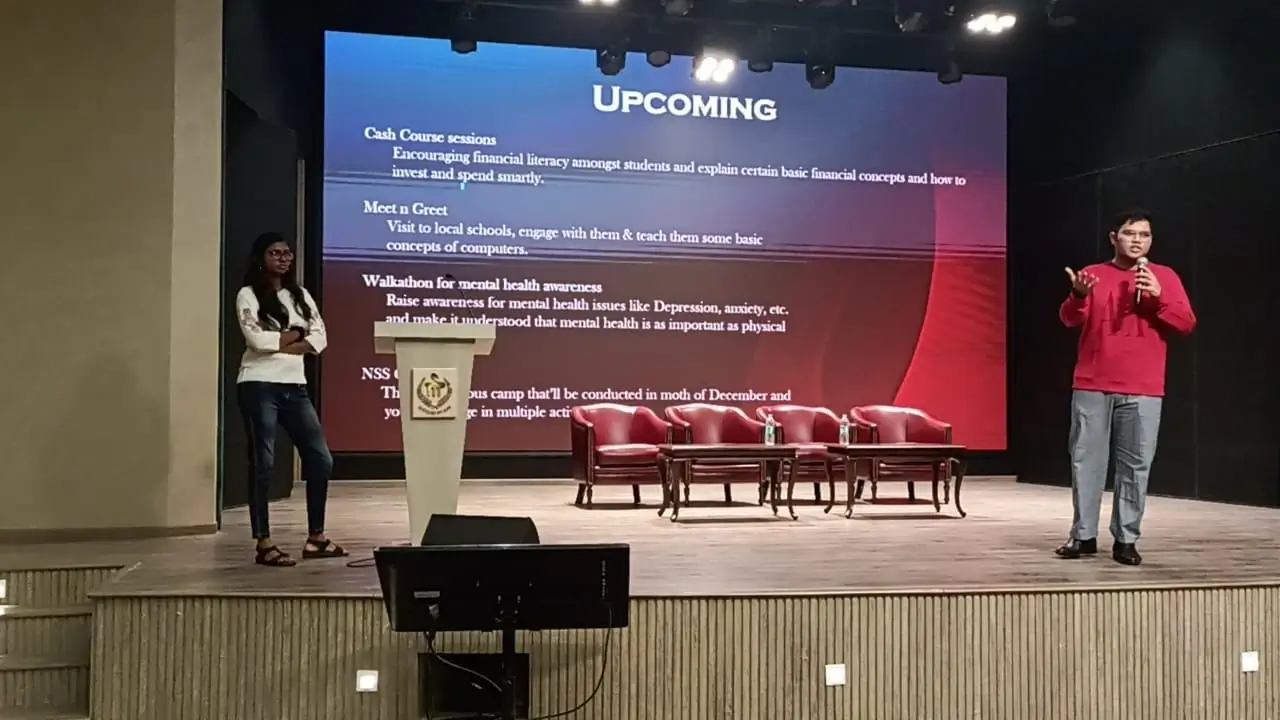 UPCOMING
Cash Course sessions
Encouraging financial literacy amongst students and explain certain basic financial concepts and how to
invest and spend smartly.
Meet n Greet
Visit to local schools, engage with them & teach them some basic
concepts of computers.
Walkathon for mental health awareness
Raise awareness for mental health issues like Depression, anxiety, etc.
and make it understood that mental health is as important as physical
NSS
camp that'll be conducted in moth of December and
in multiple